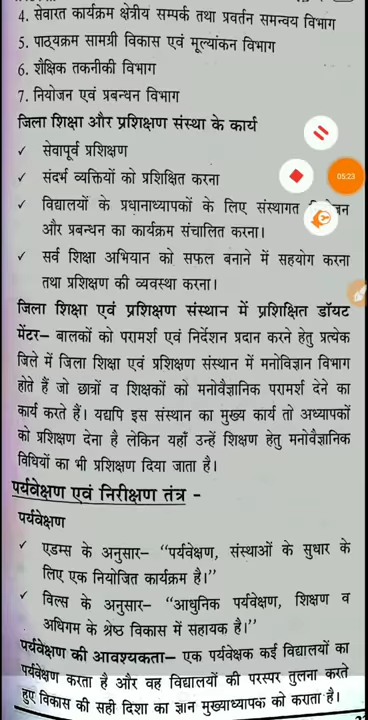 4. सेवारत कार्यक्रम क्षेत्रीय सम्पर्क तथा प्रवर्तन समन्वय विभाग
5. पाठ्यक्रम सामग्री विकास एवं मूल्यांकन विभाग
6. शैक्षिक तकनीकी विभाग
7. नियोजन एवं प्रबन्धन विभाग
जिला शिक्षा और प्रशिक्षण संस्था के कार्य
✓ सेवापूर्व प्रशिक्षण
✓ संदर्भ व्यक्तियों को प्रशिक्षित करना
05:23
✓ विद्यालयों के प्रधानाध्यापकों के लिए संस्थागत
और प्रबन्धन का कार्यक्रम संचालित करना।
✓ सर्व शिक्षा अभियान को सफल बनाने में सहयोग करना
तथा प्रशिक्षण की व्यवस्था करना।
जिला शिक्षा एवं प्रशिक्षण संस्थान में प्रशिक्षित डॉयट
मेंटर– बालकों को परामर्श एवं निर्देशन प्रदान करने हेतु प्रत्येक
जिले में जिला शिक्षा एवं प्रशिक्षण संस्थान में मनोविज्ञान विभाग
होते हैं जो छात्रों व शिक्षकों को मनोवैज्ञानिक परामर्श देने का
कार्य करते हैं। यद्यपि इस संस्थान का मुख्य कार्य तो अध्यापकों
को प्रशिक्षण देना है लेकिन यहाँ उन्हें शिक्षण हेतु मनोवैज्ञानिक
विधियों का भी प्रशिक्षण दिया जाता है।
पर्यवेक्षण एवं निरीक्षण तंत्र -
पर्यवेक्षण
✓ एडम्स के अनुसार– "पर्यवेक्षण, संस्थाओं के सुधार के
लिए एक नियोजित कार्यक्रम है।"
✓ विल्स के अनुसार– "आधुनिक पर्यवेक्षण, शिक्षण व
अधिगम के श्रेष्ठ विकास में सहायक है।"
पर्यवेक्षण की आवश्यकता– एक पर्यवेक्षक कई विद्यालयों का
पर्यवेक्षण करता है और वह विद्यालयों की परस्पर तुलना करते
हुए विकास की सही दिशा का ज्ञान मुख्याध्यापक को कराता है।